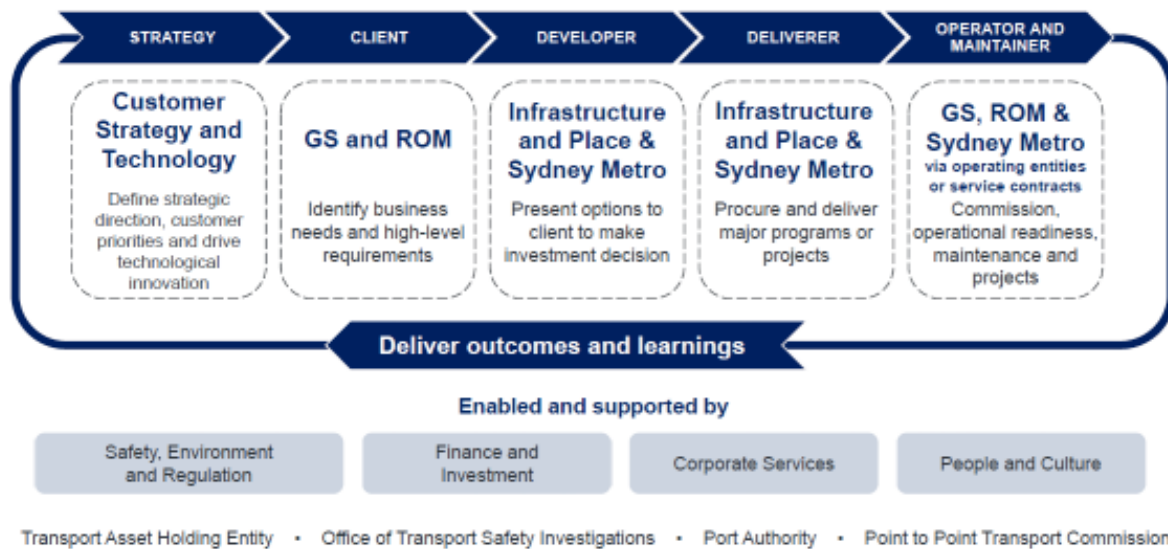 STRATEGY
CLIENT
DEVELOPER
DELIVERER
OPERATOR AND
MAINTAINER
Customer
Strategy and
Technology
Define strategic
direction, customer
priorities and drive
technological
innovation
GS and ROM
Identify business
needs and high-level
requirements
Infrastructure
and Place &
Sydney Metro
Present options to
client to make
investment decision
Infrastructure
and Place &
Sydney Metro
Procure and deliver
major programs or
projects
GS, ROM &
Sydney Metro
via operating entities
or service contracts
Commission,
operational readiness,
maintenance and
projects
Deliver outcomes and learnings
Enabled and supported by
Safety, Environment
and Regulation
Finance and
Investment
Corporate Services
People and Culture
Transport Asset Holding Entity • Office of Transport Safety Investigations • Port Authority • Point to Point Transport Commission